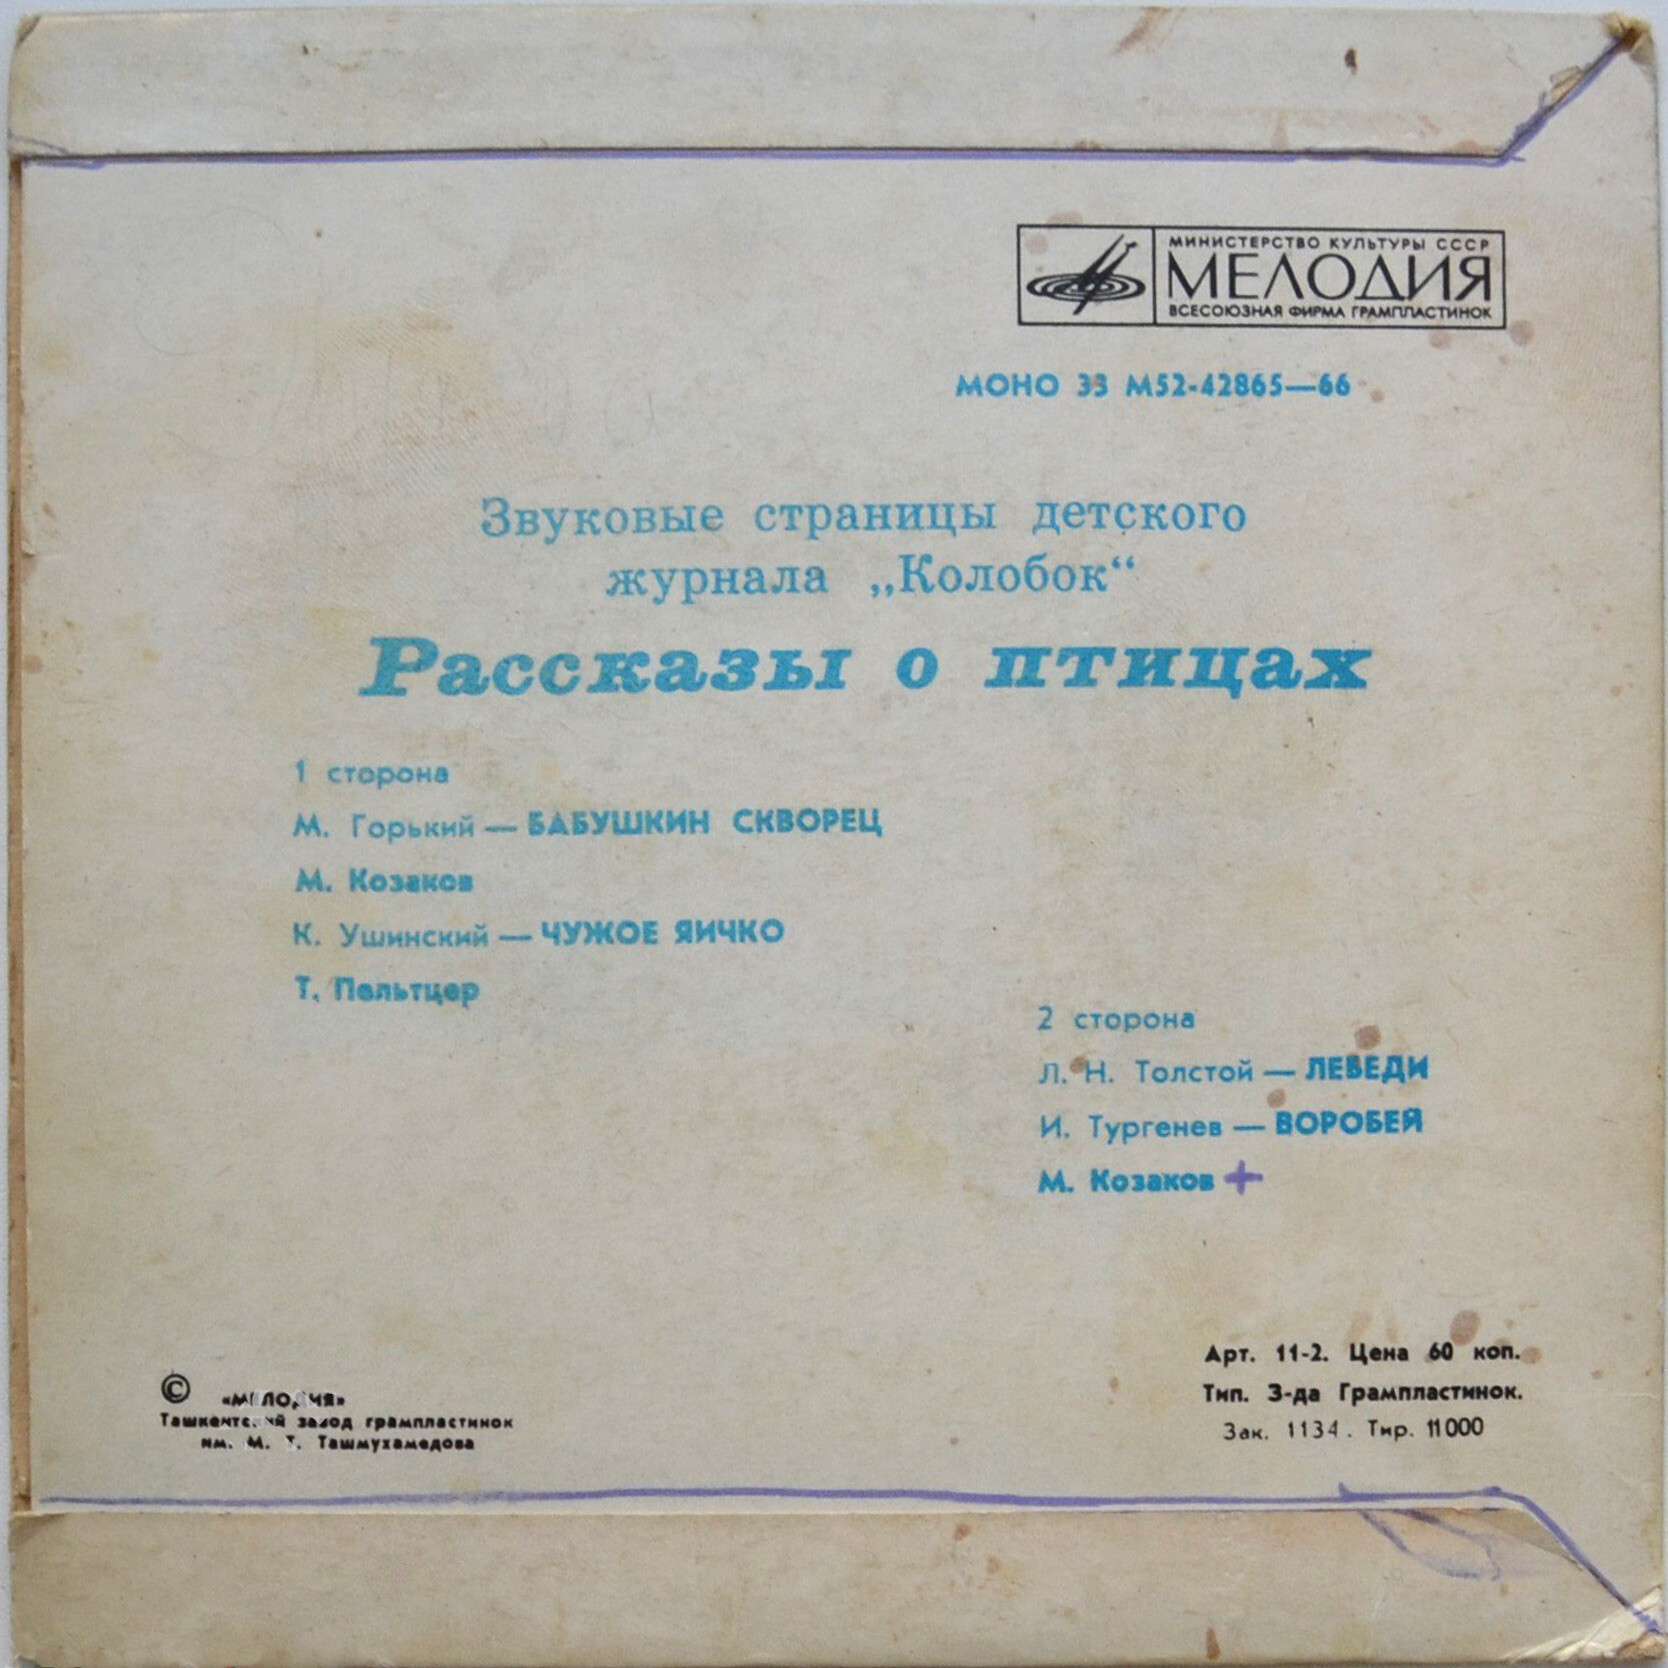 МИНИСТЕРСТВО КУЛЬТУРЫ СССР
МЕЛОДИЯ
ВСЕСОЮЗНАЯ ФИРМА ГРАМПЛАСТИНОК
МОНО 33 М52-42865—66
Звуковые страницы детского
журнала „Колобок“
Рассказы о птицах
1 сторона
М. Горький — БАБУШКИН СКВОРЕЦ
М. Козаков
К. Ушинский — ЧУЖОЕ ЯИЧКО
Т. Пельтцер
2 сторона
Л. Н. Толстой — ЛЕБЕДИ
И. Тургенев — ВОРОБЕЙ
М. Козаков +
Арт. 11-2. Цена 60 коп.
Тип. З-да Грампластинок.
Зак. 1134. Тир. 11000
© «МЕЛОДИЯ»
Ташкентский завод грампластинок
им. М. Т. Ташмухамедова